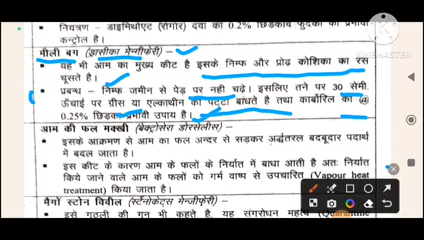 नियंत्रण – डाइमिथोएट (रोगोर) दवा का 0.2% छिड़काव फुदका का प्रभावी
कन्ट्रोल है।
मीली बग (ड्रासीका मेन्गीफेरी)
यह भी आम का मुख्य कीट है इसके निम्फ और प्रोढ़ कोशिका का रस
चूसते है।
प्रबन्ध – निम्फ जमीन से पेड़ पर नही चढ़े। इसलिए तने पर 30 सेमी.
ऊँचाई पर ग्रीस या एल्काथीन की पट्टी बांधते है तथा कार्बोरिल का @
0.25% छिड़काव प्रभावी उपाय है।
आम की फल मक्खी (बेक्ट्रोसेरा डोरसेलीस)
इसके आक्रमण से आम का फल अन्दर से सड़कर अर्द्धतरल बदबूदार पदार्थ
में बदल जाता है।
इस कीट के कारण आम के फलों के निर्यात में बाधा आती है अतः निर्यात
किये जाने वाले आम के फलों को गर्म वाष्प से उपचारित (Vapour heat
treatment) किया जाता है।
मैंगों स्टोन विवील (स्टेनोकेट्स मेन्जीफेरी)
इसे गुठली की गुन भी कहते है, यह संगरोधन महत्व